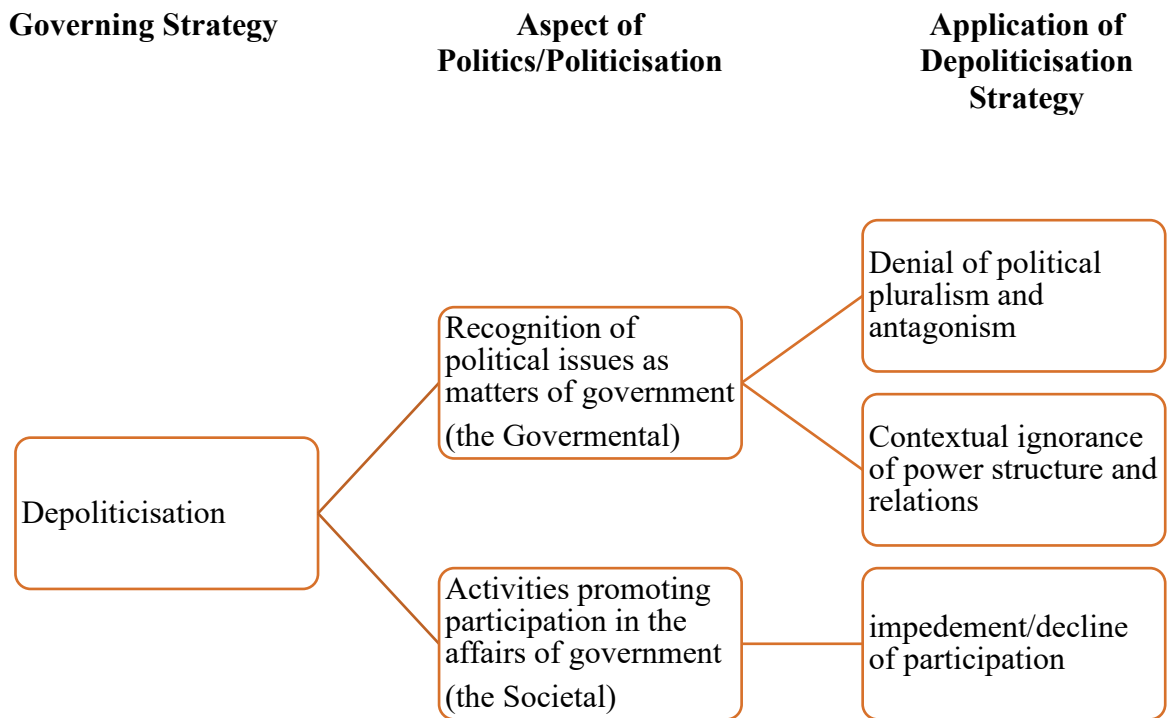 Governing Strategy
Aspect of
Politics/Politicisation
Application of
Depoliticisation
Strategy
Depoliticisation
Recognition of
political issues as
matters of government
(the Govermental)
Activities promoting
participation in the
affairs of government
(the Societal)
Denial of political
pluralism and
antagonism
Contextual ignorance
of power structure and
relations
impedement/decline
of participation